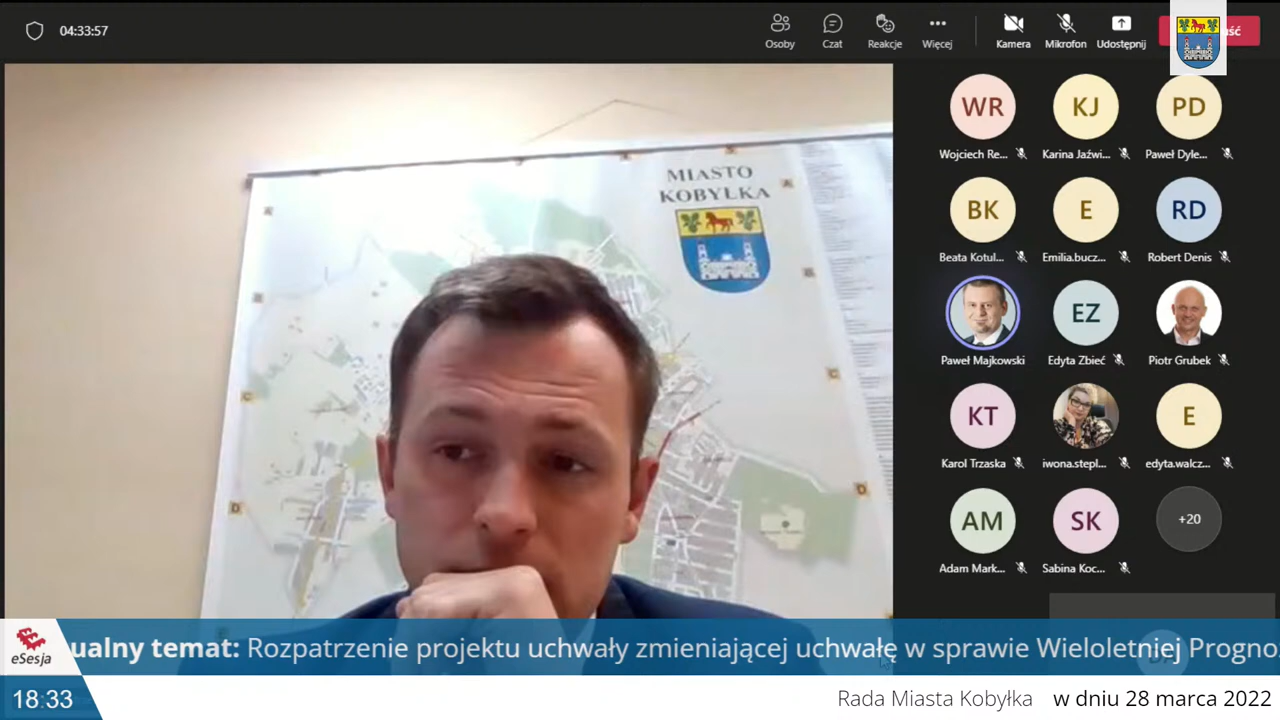 04:33:57
Osoby
Czat
Reakcje
Więcej
Kamera
Mikrofon
Udostępnij
MIASTO
KOBYŁKA
A
A
B
B
C
C
D
D
WR
KJ
PD
Wojciech Re...
Karina Jaźwi...
Paweł Dyle...
BK
E
RD
Beata Kotul...
Emilia.bucz...
Robert Denis
EZ
Paweł Majkowski
Edyta Zbieć
Piotr Grubek
KT
E
Karol Trzaska
iwona.stepl...
edyta.walcz...
AM
SK
+20
Adam Mark...
Sabina Koc...
eSesja
ualny temat: Rozpatrzenie projektu uchwały zmieniającej uchwałę w sprawie Wieloletniej Progno
18:33
Rada Miasta Kobyłka w dniu 28 marca 2022